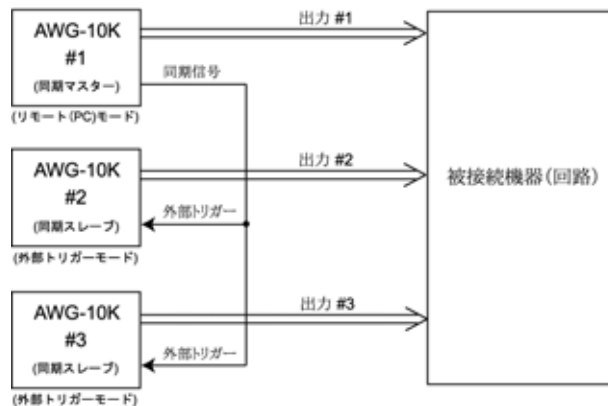 AWG-10K
#1
(同期マスター)
(リモート(PC)モード)
出力 #1
同期信号
AWG-10K
#2
(同期スレーブ)
(外部トリガーモード)
出力 #2
外部トリガー
被接続機器(回路)
AWG-10K
#3
(同期スレーブ)
(外部トリガーモード)
出力 #3
外部トリガー